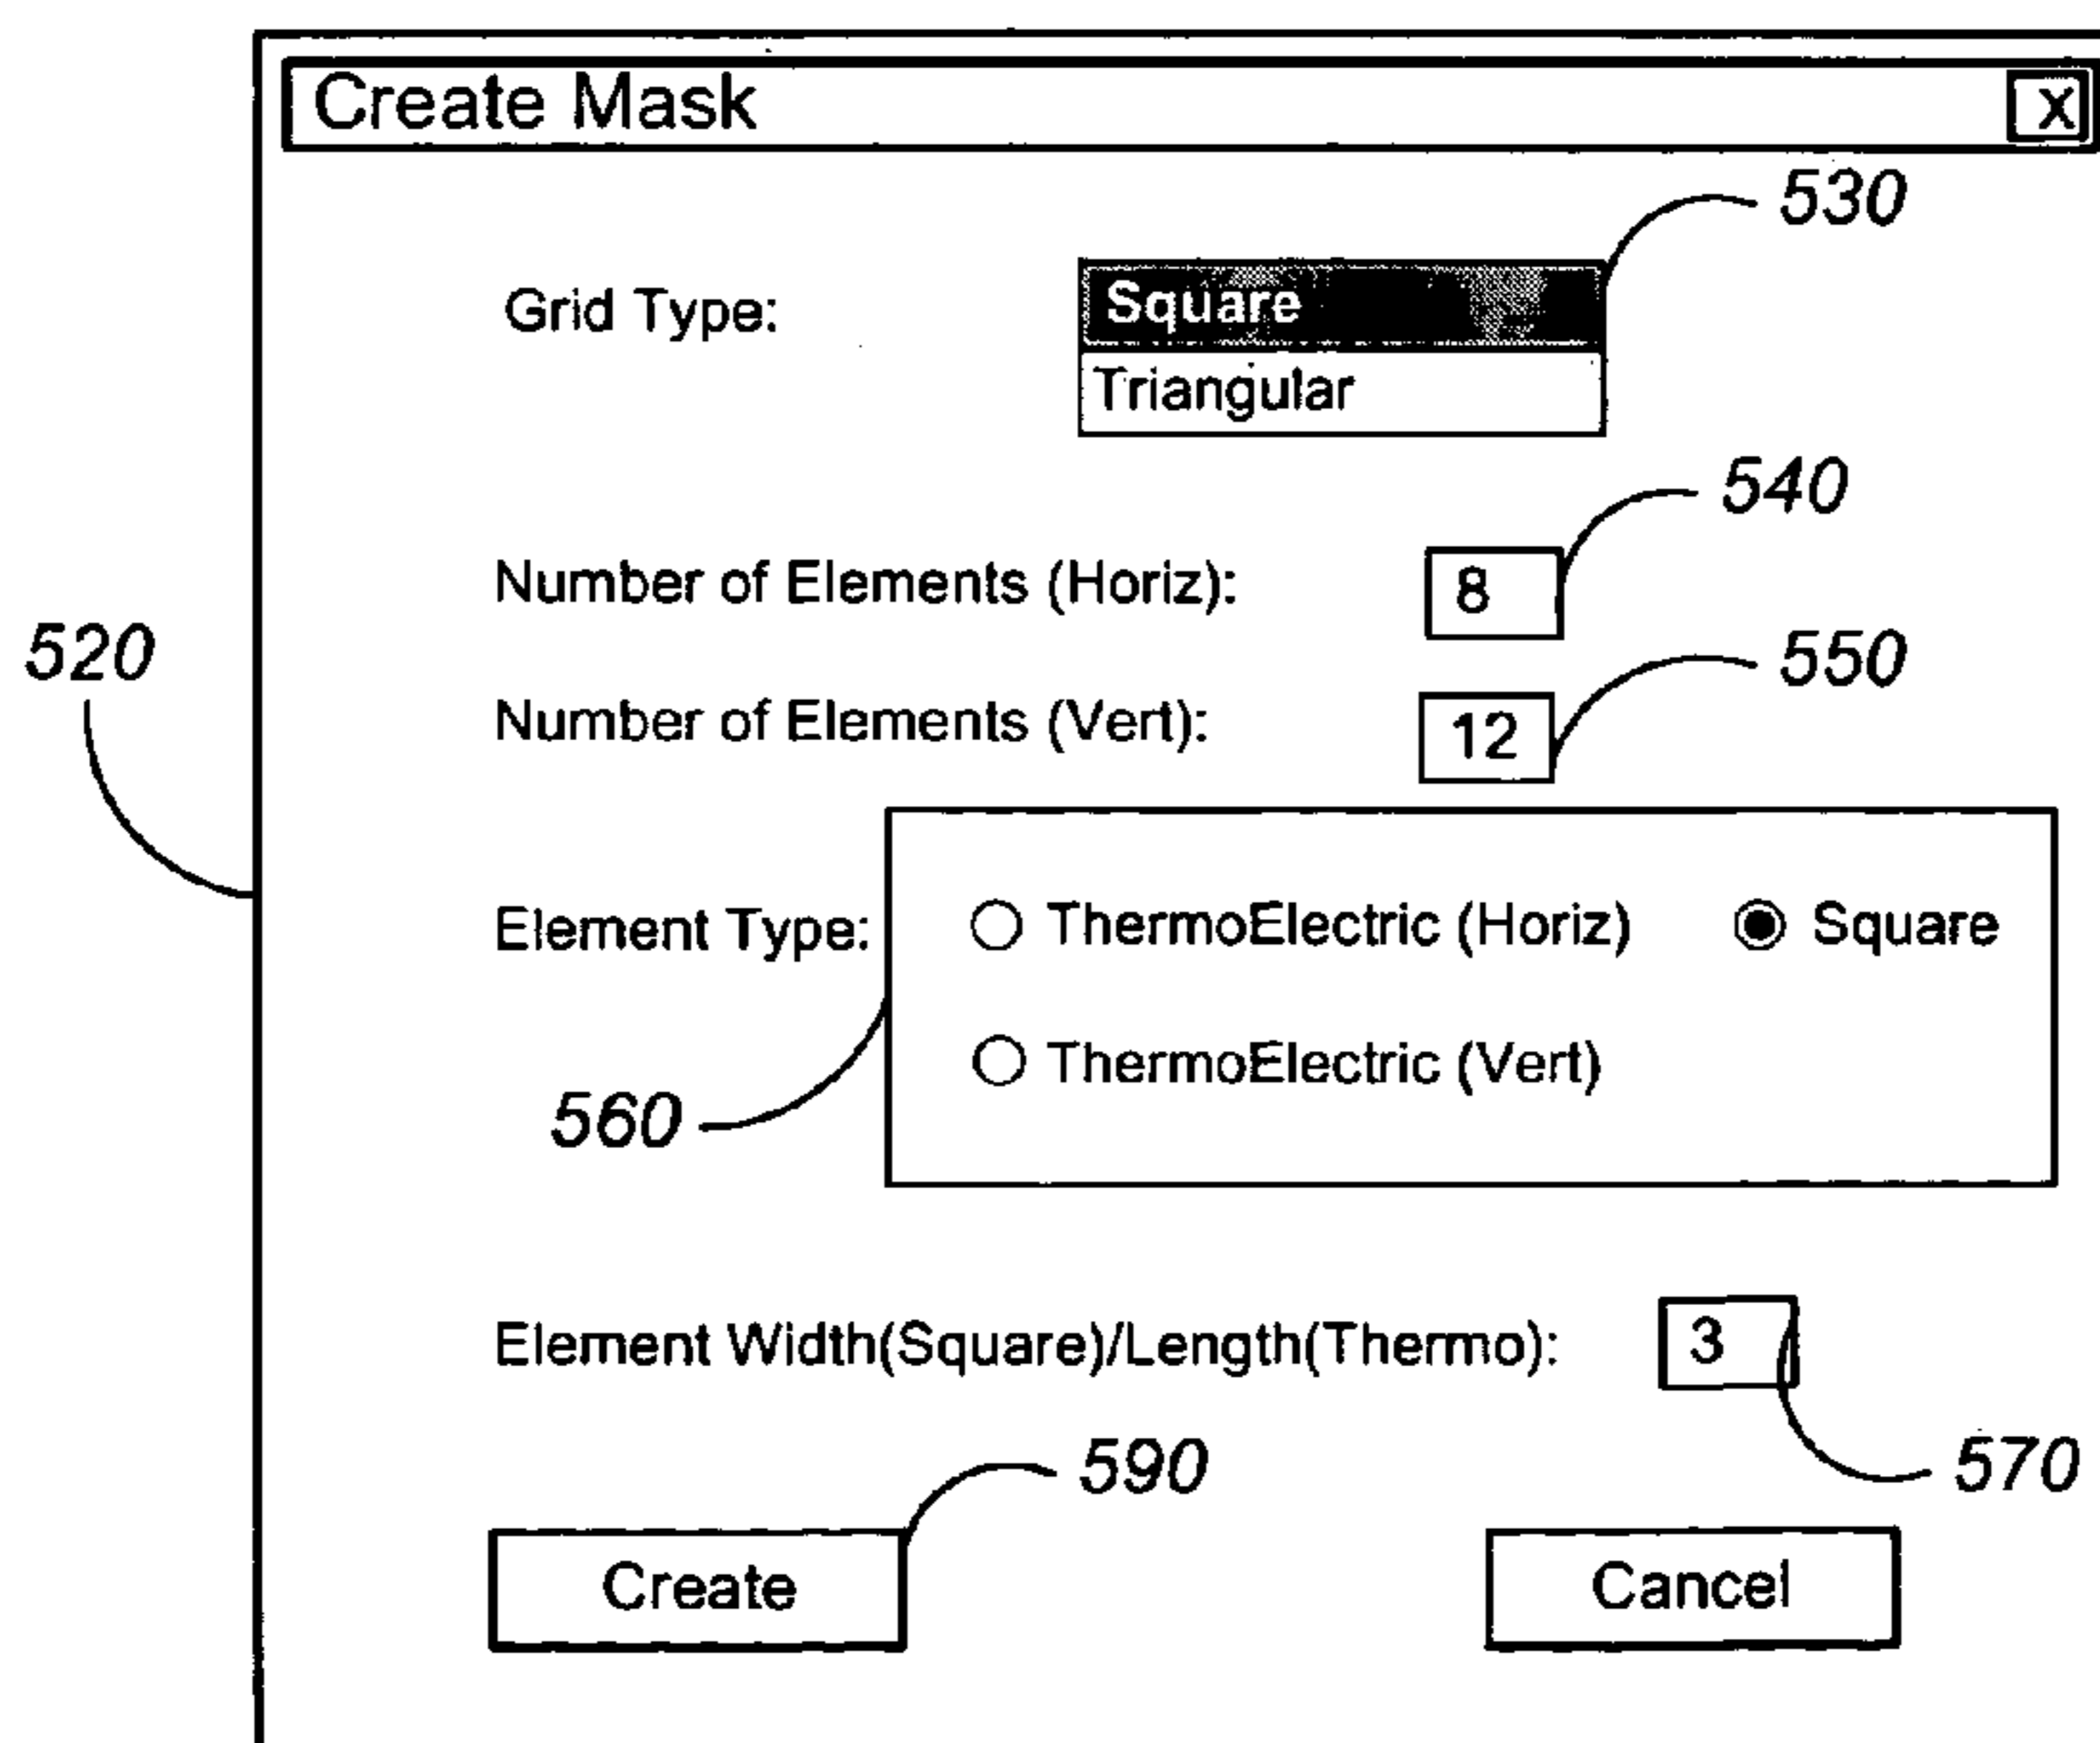 Create Mask X
530
Grid Type: Square
Triangular
540
Number of Elements (Horiz): 8
520
550
Number of Elements (Vert): 12
Element Type: ThermoElectric (Horiz) Square
ThermoElectric (Vert)
560
Element Width(Square)/Length(Thermo): 3
590
570
Create Cancel